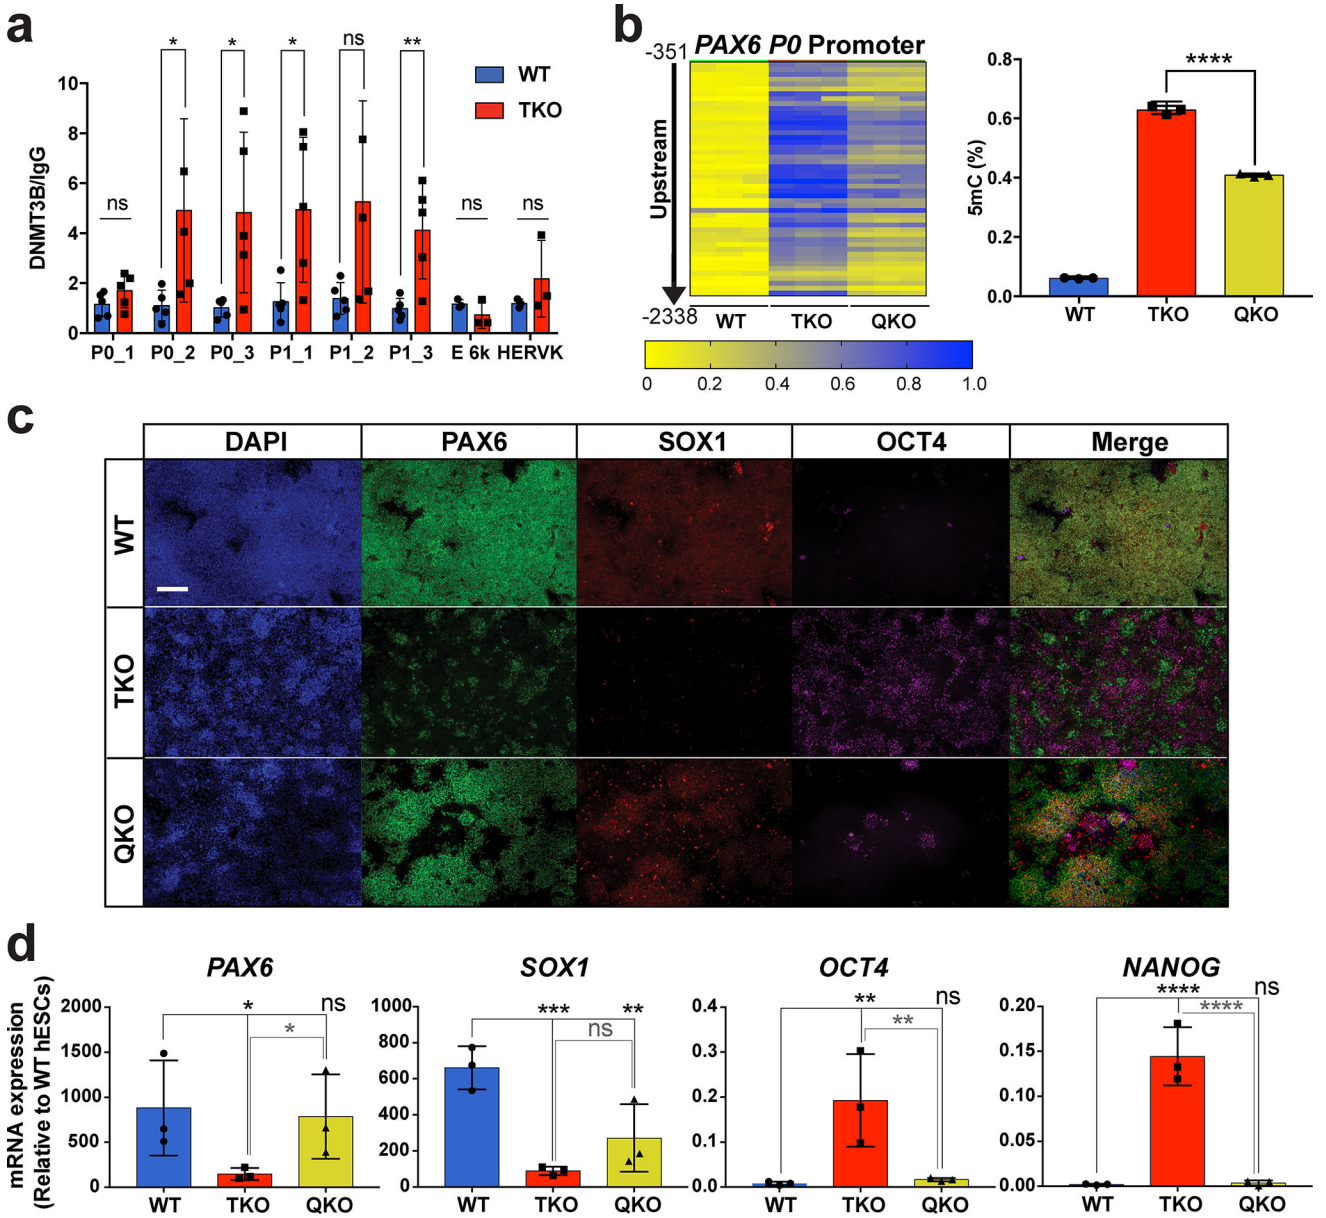 a
* * * ns **
10
8
6
4
2
0
DNMT3B/IgG
WT
TKO
ns
ns
ns
P0_1 P0_2 P0_3 P1_1 P1_2 P1_3 E 6k HERVK
b
PAX6 P0 Promoter
-351
Upstream
-2338
WT TKO QKO
0 0.2 0.4 0.6 0.8 1.0
5mC (%)
0.8
0.6
0.4
0.2
0.0
****
WT TKO QKO
c
DAPI PAX6 SOX1 OCT4 Merge
WT
TKO
QKO
d
mRNA expression
(Relative to WT hESCs)
PAX6
2000
1500
1000
500
0
* ns
*
WT TKO QKO
SOX1
1000
800
600
400
200
0
*** **
ns
WT TKO QKO
OCT4
0.4
0.3
0.2
0.1
0.0
** ns
**
WT TKO QKO
NANOG
0.20
0.15
0.10
0.05
0.00
**** ns
****
WT TKO QKO